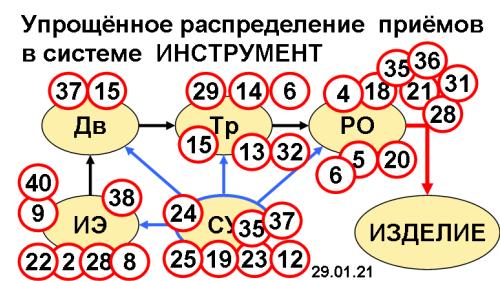 Упрощённое распределение приёмов
в системе ИНСТРУМЕНТ
37 15 29 14 6 4 18 35 36 21 31 28
Дв Тр РО
15 13 32 6 5 20
40 9 38 24 35 37
ИЭ СУ ИЗДЕЛИЕ
22 2 28 8 25 19 23 12
29.01.21